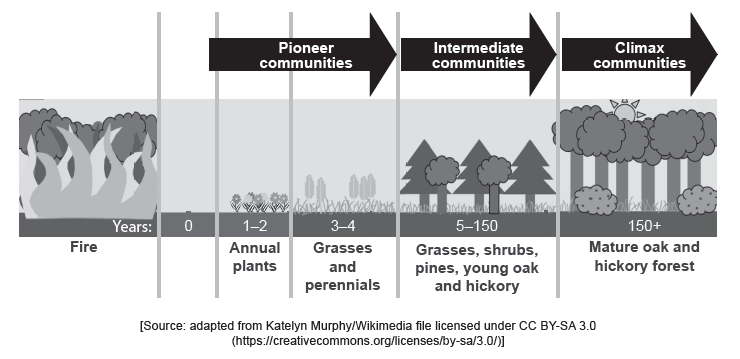 Pioneer
communities
Intermediate
communities
Climax
communities
Years:
0
1–2
3–4
5–150
150+
Fire
Annual
plants
Grasses
and
perennials
Grasses, shrubs,
pines, young oak
and hickory
Mature oak and
hickory forest
[Source: adapted from Katelyn Murphy/Wikimedia file licensed under CC BY-SA 3.0
(https://creativecommons.org/licenses/by-sa/3.0/)]